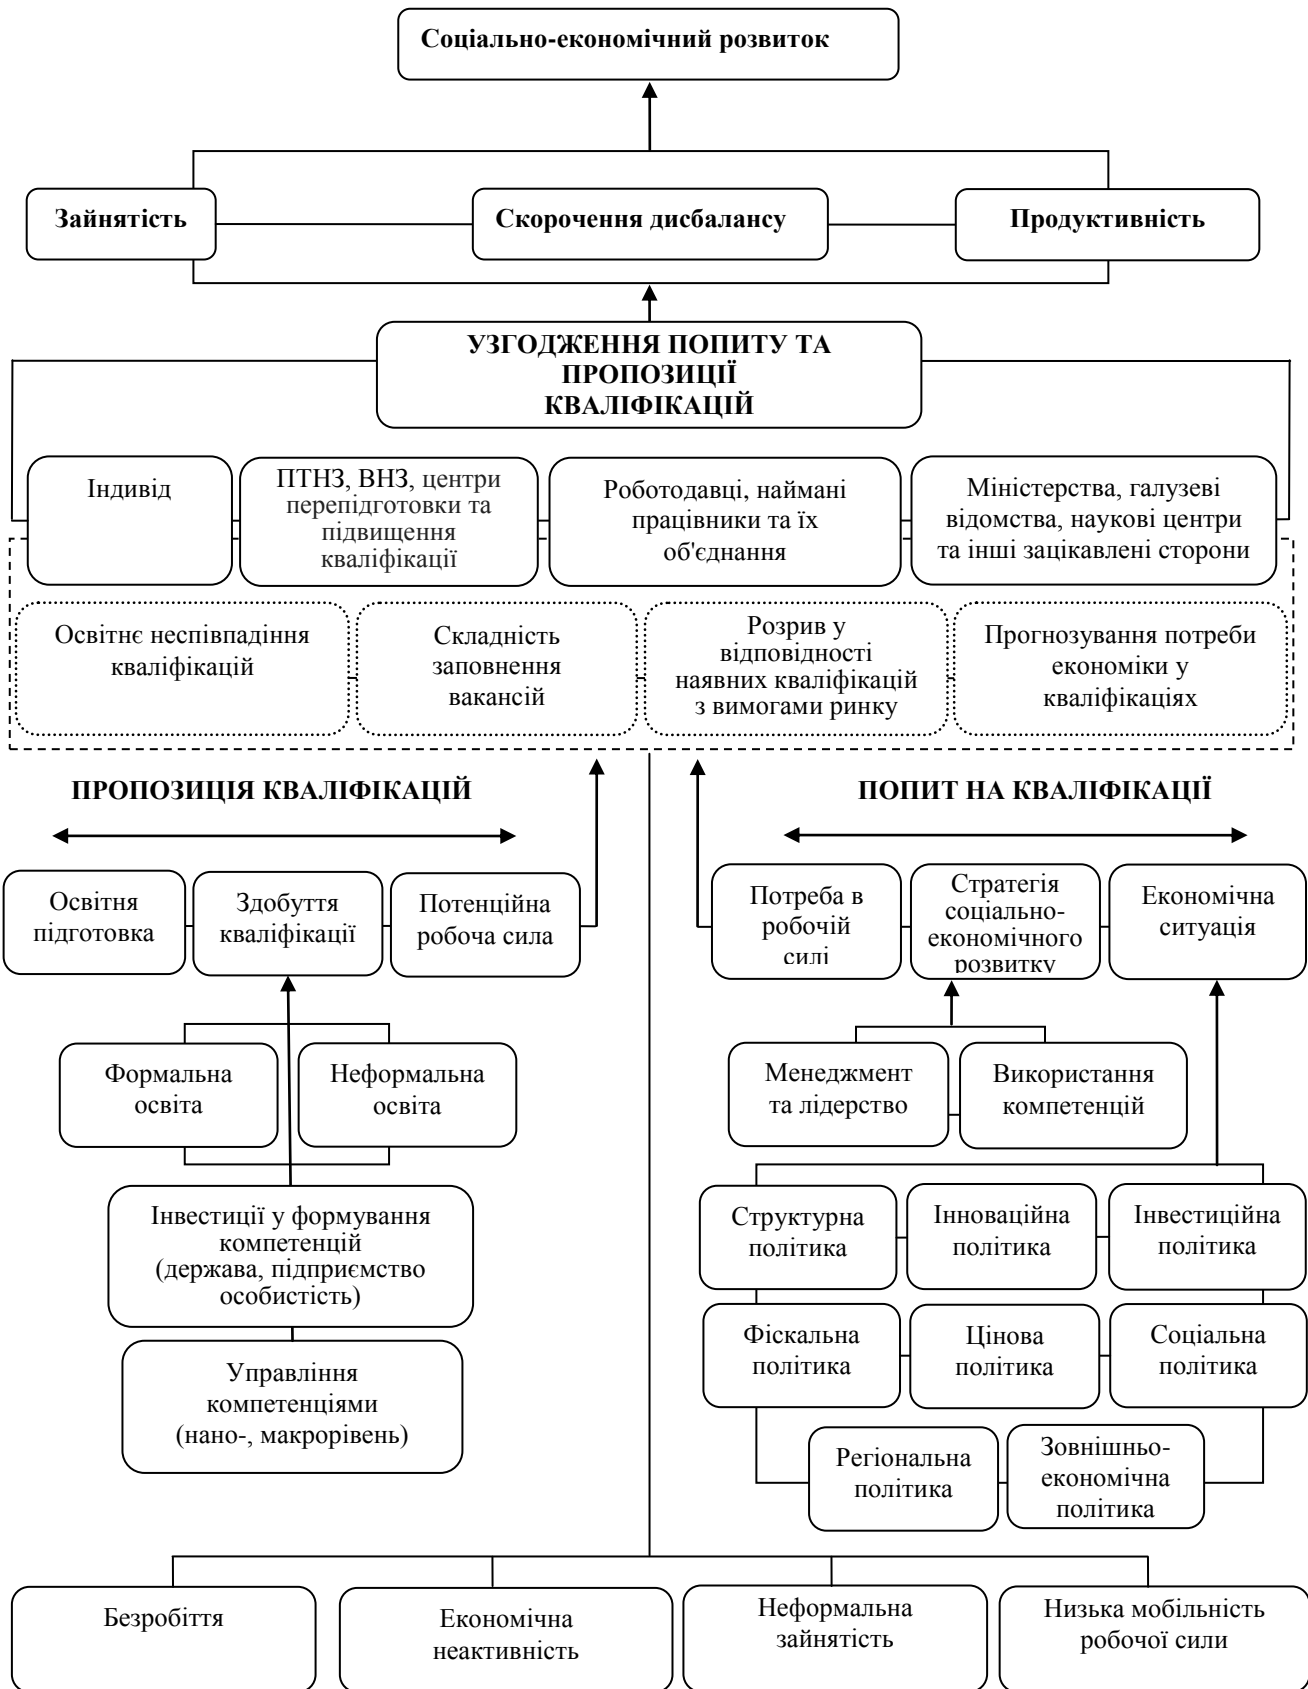 Соціально-економічний розвиток
Зайнятість
Скорочення дисбалансу
Продуктивність
УЗГОДЖЕННЯ ПОПИТУ ТА
ПРОПОЗИЦІЇ
КВАЛІФІКАЦІЙ
Індивід
ПТНЗ, ВНЗ, центри
перепідготовки та
підвищення
кваліфікації
Роботодавці, наймані
працівники та їх
об'єднання
Міністерства, галузеві
відомства, наукові центри
та інші зацікавлені сторони
Освітнє неспівпадіння
кваліфікацій
Складність
заповнення
вакансій
Розрив у
відповідності
наявних кваліфікацій
з вимогами ринку
Прогнозування потреби
економіки у
кваліфікаціях
ПРОПОЗИЦІЯ КВАЛІФІКАЦІЙ
ПОПИТ НА КВАЛІФІКАЦІЇ
Освітня
підготовка
Здобуття
кваліфікації
Потенційна
робоча сила
Потреба в
робочій
силі
Стратегія
соціально-
економічного
розвитку
Економічна
ситуація
Формальна
освіта
Неформальна
освіта
Менеджмент
та лідерство
Використання
компетенцій
Інвестиції у формування
компетенцій
(держава, підприємство
особистість)
Управління
компетенціями
(нано-, макрорівень)
Структурна
політика
Інноваційна
політика
Інвестиційна
політика
Фіскальна
політика
Цінова
політика
Соціальна
політика
Регіональна
політика
Зовнішньо-
економічна
політика
Безробіття
Економічна
неактивність
Неформальна
зайнятість
Низька мобільність
робочої сили